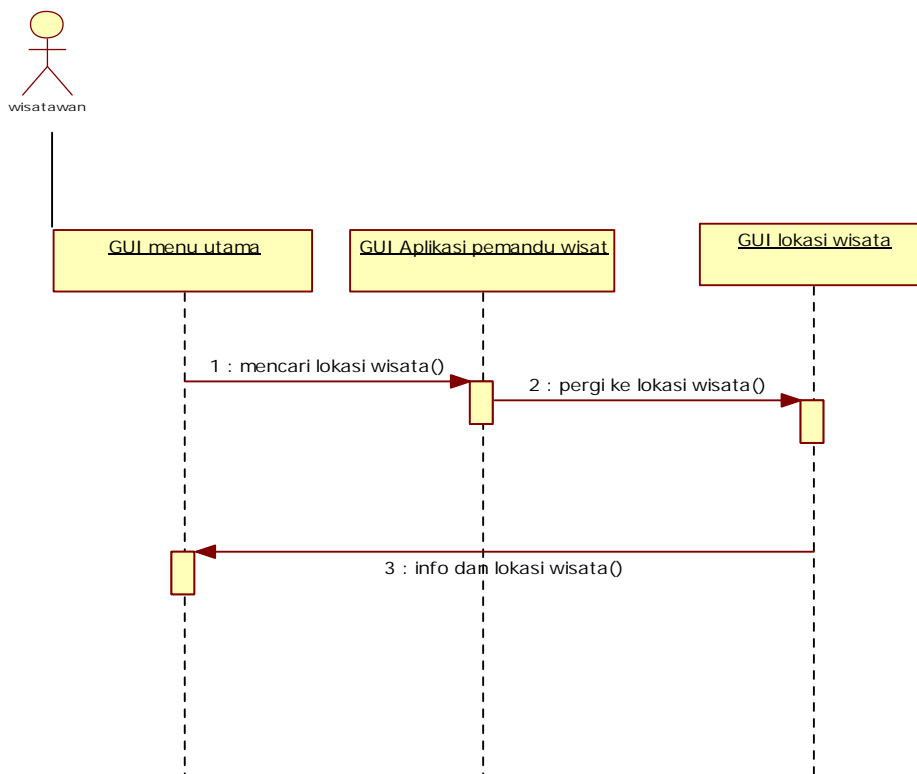 wisatawan
GUI menu utama
GUI Aplikasi pemandu wisat
GUI lokasi wisata
1 : mencari lokasi wisata()
2 : pergi ke lokasi wisata()
3 : info dan lokasi wisata()